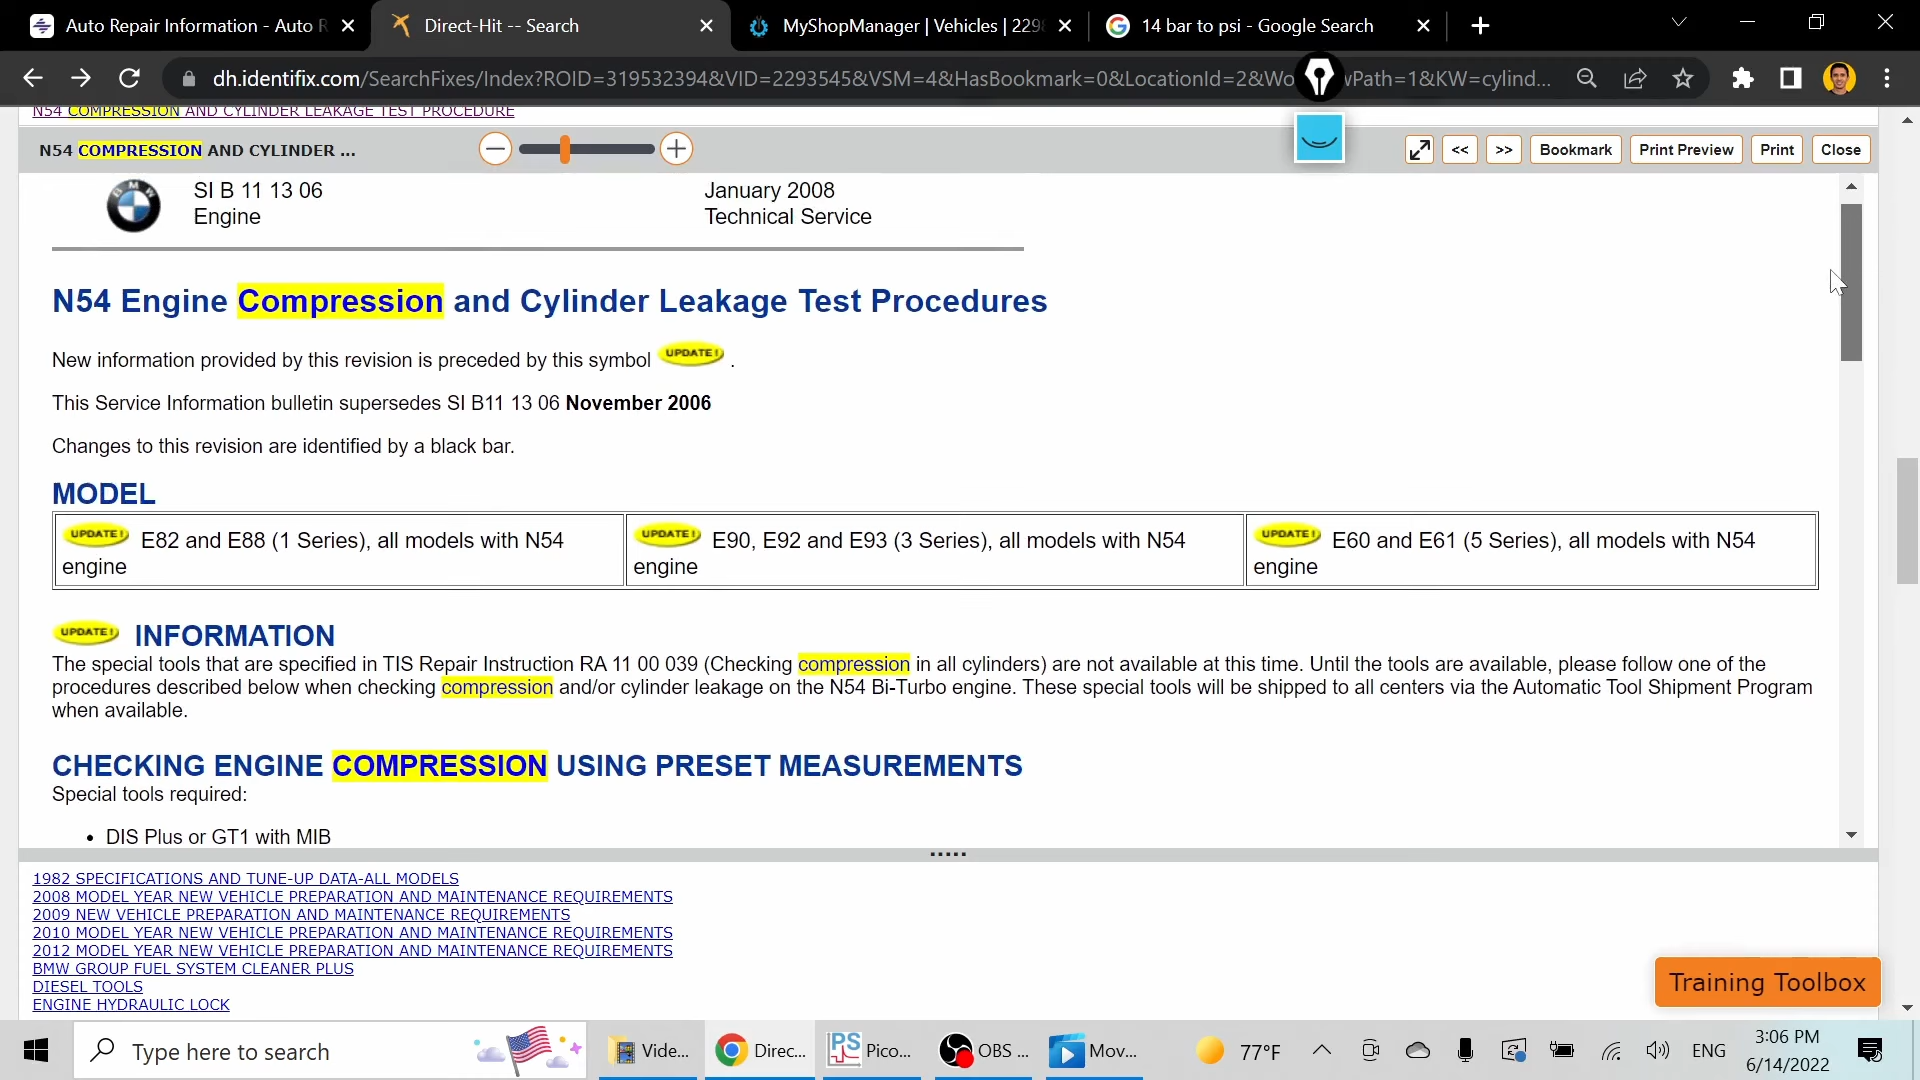 Auto Repair Information - Auto R
Direct-Hit -- Search
MyShopManager | Vehicles | 229
14 bar to psi - Google Search
dh.identifix.com/SearchFixes/Index?ROID=319532394&VID=2293545&VSM=4&HasBookmark=0&LocationId=2&Wo wPath=1&KW=cylind...
N54 COMPRESSION AND CYLINDER LEAKAGE TEST PROCEDURE
N54 COMPRESSION AND CYLINDER ...
<< >> Bookmark Print Preview Print Close
BMW
SI B 11 13 06 January 2008
Engine Technical Service
N54 Engine Compression and Cylinder Leakage Test Procedures
New information provided by this revision is preceded by this symbol UPDATE! .
This Service Information bulletin supersedes SI B11 13 06 November 2006
Changes to this revision are identified by a black bar.
MODEL
UPDATE! E82 and E88 (1 Series), all models with N54 engine
UPDATE! E90, E92 and E93 (3 Series), all models with N54 engine
UPDATE! E60 and E61 (5 Series), all models with N54 engine
UPDATE! INFORMATION
The special tools that are specified in TIS Repair Instruction RA 11 00 039 (Checking compression in all cylinders) are not available at this time. Until the tools are available, please follow one of the
procedures described below when checking compression and/or cylinder leakage on the N54 Bi-Turbo engine. These special tools will be shipped to all centers via the Automatic Tool Shipment Program
when available.
CHECKING ENGINE COMPRESSION USING PRESET MEASUREMENTS
Special tools required:
• DIS Plus or GT1 with MIB
1982 SPECIFICATIONS AND TUNE-UP DATA-ALL MODELS
2008 MODEL YEAR NEW VEHICLE PREPARATION AND MAINTENANCE REQUIREMENTS
2009 NEW VEHICLE PREPARATION AND MAINTENANCE REQUIREMENTS
2010 MODEL YEAR NEW VEHICLE PREPARATION AND MAINTENANCE REQUIREMENTS
2012 MODEL YEAR NEW VEHICLE PREPARATION AND MAINTENANCE REQUIREMENTS
BMW GROUP FUEL SYSTEM CLEANER PLUS
DIESEL TOOLS
ENGINE HYDRAULIC LOCK
Training Toolbox
Type here to search
Vide...
Direc...
PS
Pico...
OBS ...
Mov...
77°F
ENG
3:06 PM
6/14/2022